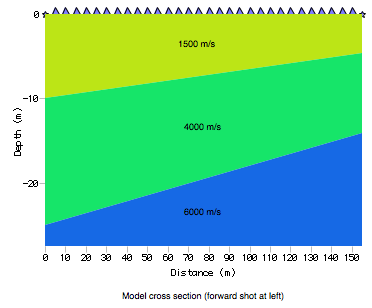 0
1500 m/s
-10
4000 m/s
Depth (m)
-20
6000 m/s
0 10 20 30 40 50 60 70 80 90 100 110 120 130 140 150
Distance (m)
Model cross section (forward shot at left)